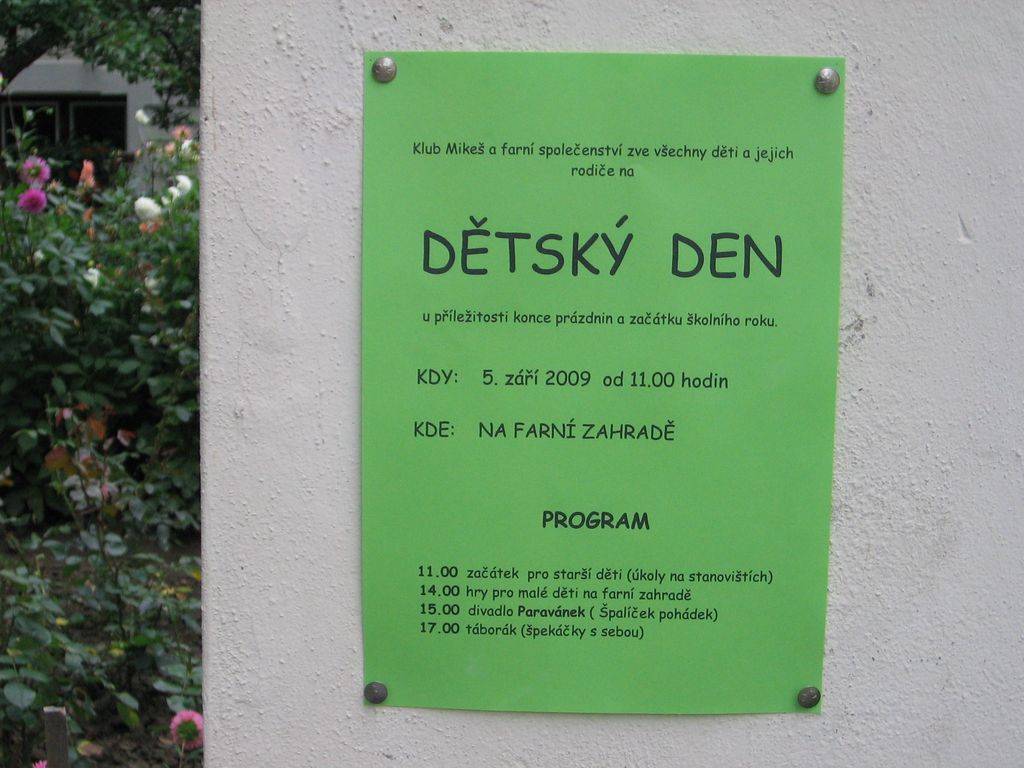 Klub Mikeš a farní společenství zve všechny děti a jejich
rodiče na
DĚTSKÝ DEN
u příležitosti konce prázdnin a začátku školního roku.
KDY: 5. září 2009 od 11.00 hodin
KDE: NA FARNÍ ZAHRADĚ
PROGRAM
11.00 začátek pro starší děti (úkoly na stanovištích)
14.00 hry pro malé děti na farní zahradě
15.00 divadlo Paravánek ( Špalíček pohádek)
17.00 táborák (špekáčky s sebou)